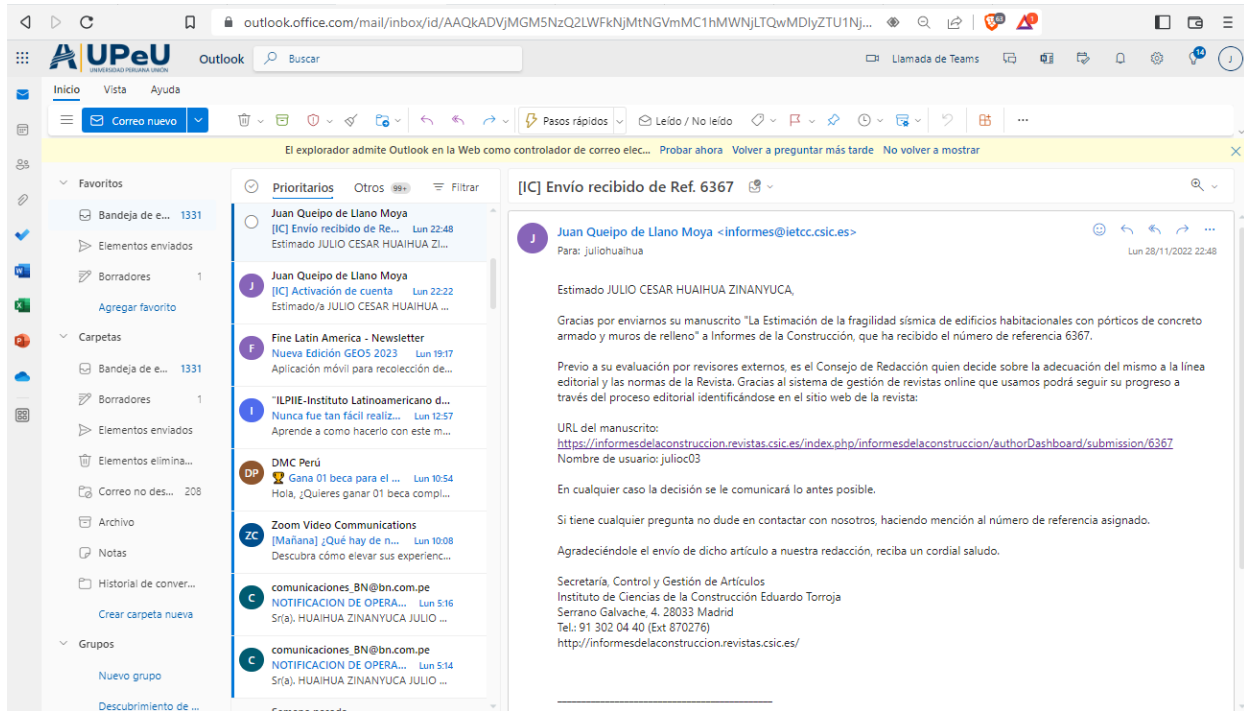 outlook.office.com/mail/inbox/id/AAQkADVjMGM5NzQ2LWFkNjMtNGVmMC1hMWNjLTQwMDIyZTU1Nj...
UPeU
UNIVERSIDAD PERUANA UNIÓN
Outlook
Buscar
Llamada de Teams
14
J
Inicio Vista Ayuda
Correo nuevo
Pasos rápidos
Leído / No leído
El explorador admite Outlook en la Web como controlador de correo elec... Probar ahora Volver a preguntar más tarde No volver a mostrar
Favoritos
Bandeja de e... 1331
Elementos enviados
Borradores 1
Agregar favorito
Carpetas
Bandeja de e... 1331
Borradores 1
Elementos enviados
Elementos elimina...
Correo no des... 208
Archivo
Notas
Historial de conver...
Crear carpeta nueva
Grupos
Nuevo grupo
Descubrimiento de ...
Prioritarios Otros 99+ Filtrar
Juan Queipo de Llano Moya
[IC] Envío recibido de Re... Lun 22:48
Estimado JULIO CESAR HUAIHUA ZI...
J
Juan Queipo de Llano Moya
[IC] Activación de cuenta Lun 22:22
Estimado/a JULIO CESAR HUAIHUA ...
F
Fine Latin America - Newsletter
Nueva Edición GEO5 2023 Lun 19:17
Aplicación móvil para recolección de...
I
"ILPIIE-Instituto Latinoamericano d...
Nunca fue tan fácil realiz... Lun 12:57
Aprende a como hacerlo con este m...
DP
DMC Perú
🏆 Gana 01 beca para el ... Lun 10:54
Hola, ¿Quieres ganar 01 beca compl...
ZC
Zoom Video Communications
[Mañana] ¿Qué hay de n... Lun 10:08
Descubra cómo elevar sus experienc...
C
comunicaciones_BN@bn.com.pe
NOTIFICACION DE OPERA... Lun 5:16
Sr(a). HUAIHUA ZINANYUCA JULIO ...
C
comunicaciones_BN@bn.com.pe
NOTIFICACION DE OPERA... Lun 5:14
Sr(a). HUAIHUA ZINANYUCA JULIO ...
Semana pasada
[IC] Envío recibido de Ref. 6367
J
Juan Queipo de Llano Moya <informes@ietcc.csic.es>
Para: juliohuaihua
Lun 28/11/2022 22:48
Estimado JULIO CESAR HUAIHUA ZINANYUCA,
Gracias por enviarnos su manuscrito "La Estimación de la fragilidad sísmica de edificios habitacionales con pórticos de concreto
armado y muros de relleno" a Informes de la Construcción, que ha recibido el número de referencia 6367.
Previo a su evaluación por revisores externos, es el Consejo de Redacción quien decide sobre la adecuación del mismo a la línea
editorial y las normas de la Revista. Gracias al sistema de gestión de revistas online que usamos podrá seguir su progreso a
través del proceso editorial identificándose en el sitio web de la revista:
URL del manuscrito:
https://informesdelaconstruccion.revistas.csic.es/index.php/informesdelaconstruccion/authorDashboard/submission/6367
Nombre de usuario: julioc03
En cualquier caso la decisión se le comunicará lo antes posible.
Si tiene cualquier pregunta no dude en contactar con nosotros, haciendo mención al número de referencia asignado.
Agradeciéndole el envío de dicho artículo a nuestra redacción, reciba un cordial saludo.
Secretaría, Control y Gestión de Artículos
Instituto de Ciencias de la Construcción Eduardo Torroja
Serrano Galvache, 4. 28033 Madrid
Tel.: 91 302 04 40 (Ext 870276)
http://informesdelaconstruccion.revistas.csic.es/